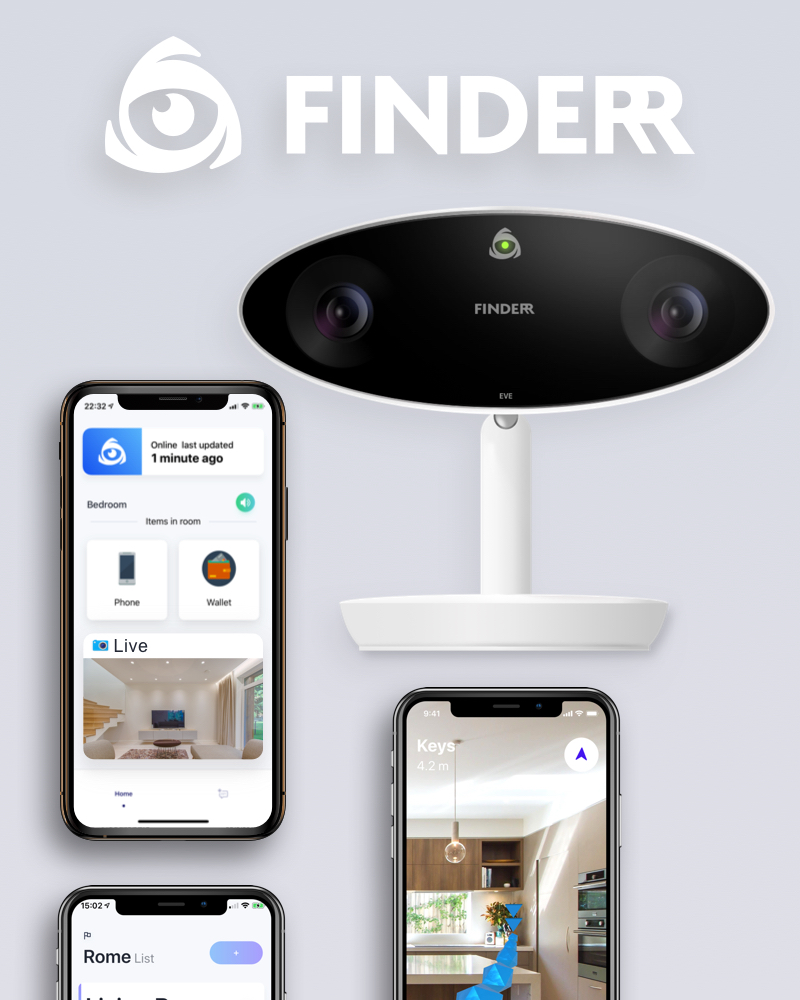 FINDERR
FINDERR
EVE
22:32
Online last updated
1 minute ago
Bedroom
Items in room
Phone
Wallet
Live
Home
9:41
Keys
4.2 m
15:02
Rome List
+